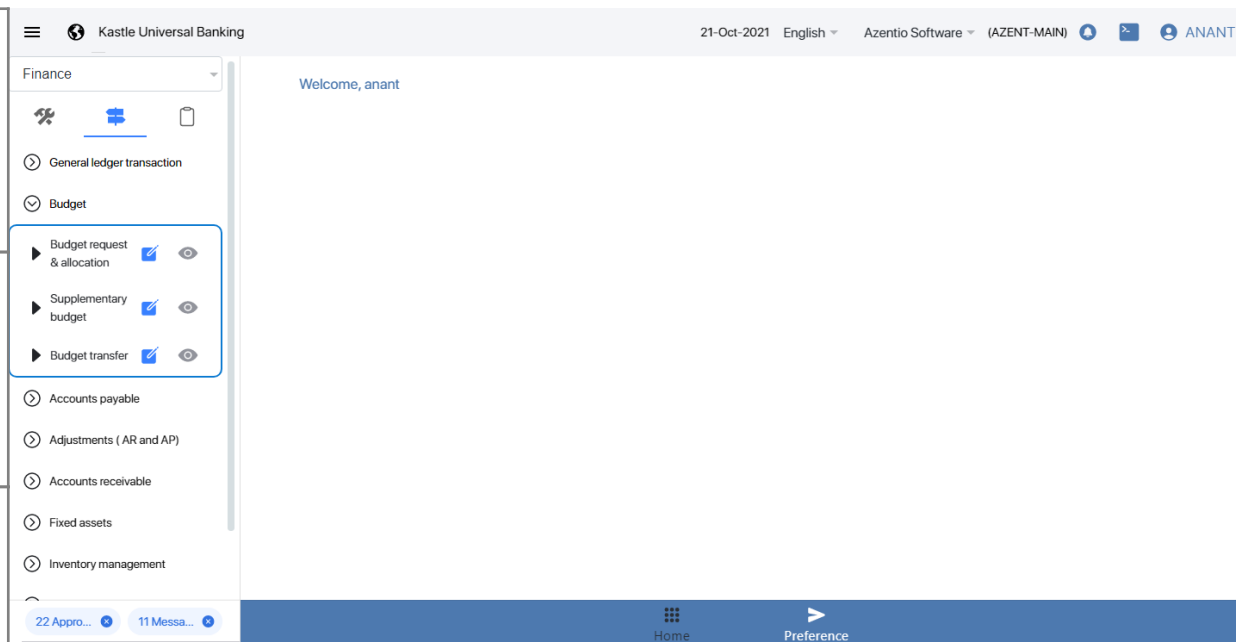 Kastle Universal Banking
21-Oct-2021 English Azentio Software (AZENT-MAIN) ANANT
Finance
Welcome, anant
General ledger transaction
Budget
Budget request
& allocation
Supplementary
budget
Budget transfer
Accounts payable
Adjustments ( AR and AP)
Accounts receivable
Fixed assets
Inventory management
22 Appro... 11 Messa...
Home Preference